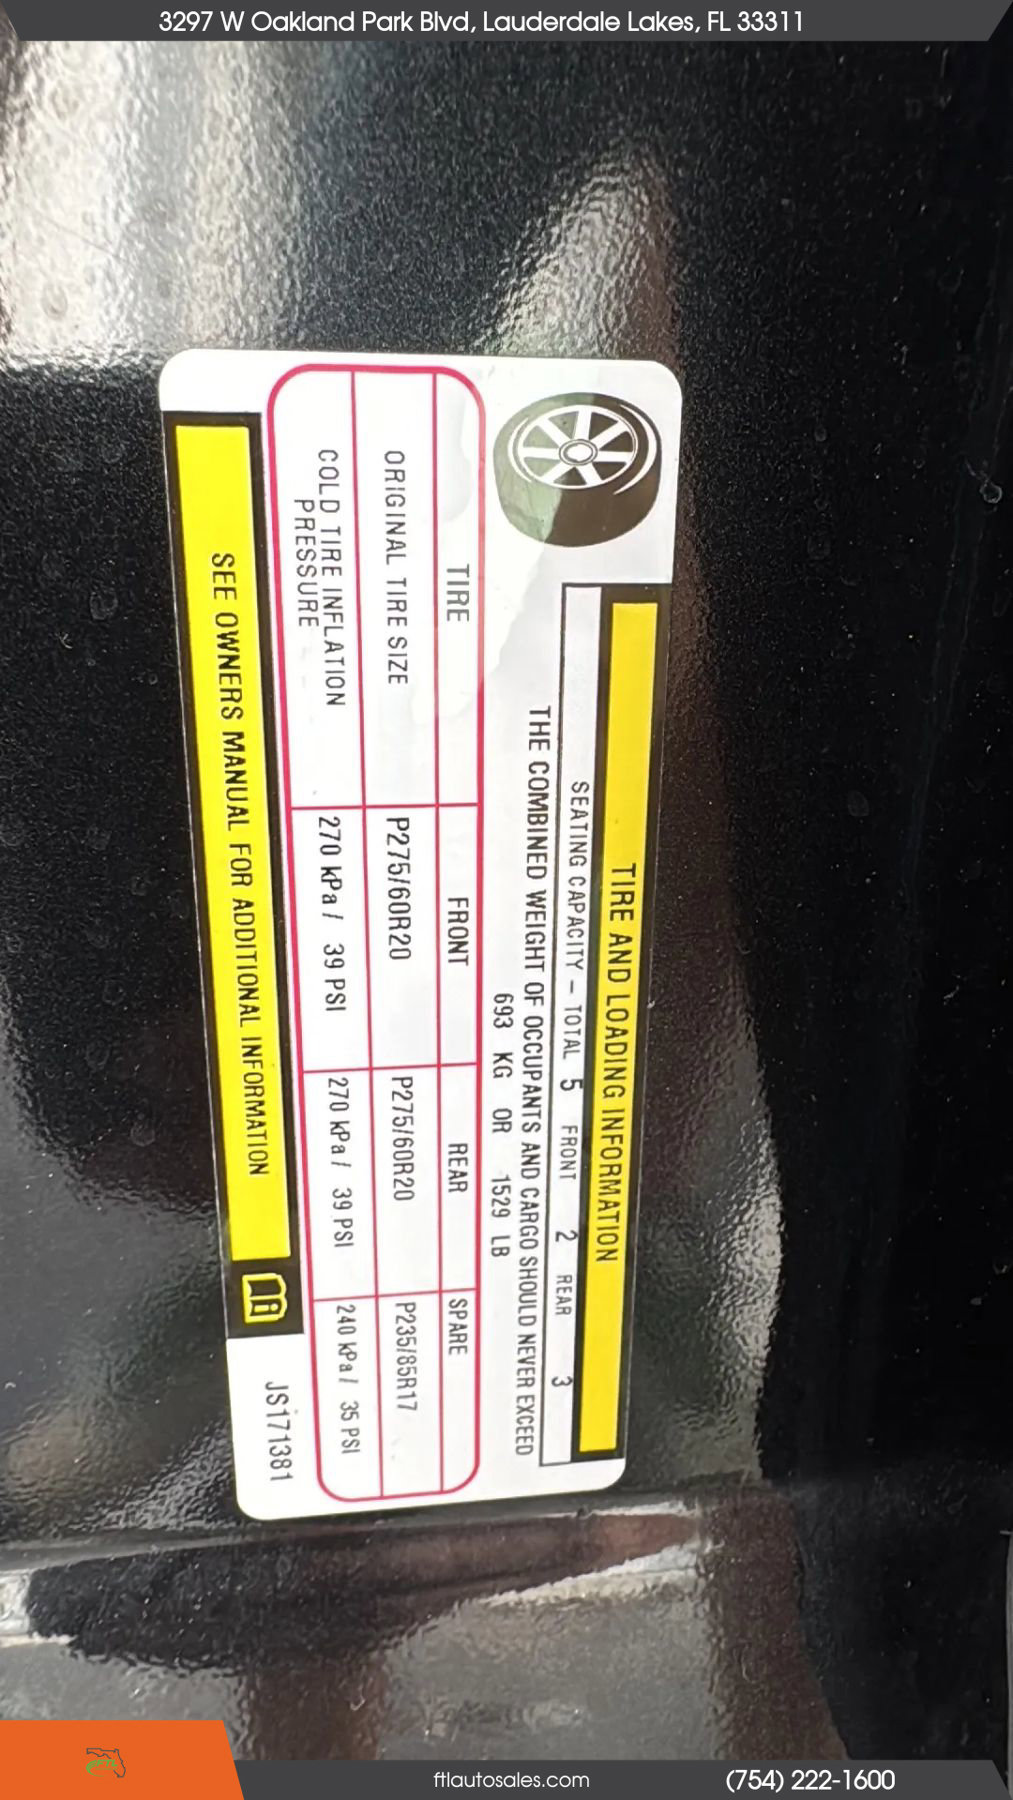 3297 W Oakland Park Blvd, Lauderdale Lakes, FL 33311
TIRE AND LOADING INFORMATION
SEATING CAPACITY – TOTAL 5 FRONT 2 REAR 3
THE COMBINED WEIGHT OF OCCUPANTS AND CARGO SHOULD NEVER EXCEED
693 KG OR 1529 LB
TIRE FRONT REAR SPARE
ORIGINAL TIRE SIZE P275/60R20 P275/60R20 P235/85R17
COLD TIRE INFLATION 270 kPa / 39 PSI 270 kPa / 39 PSI 240 kPa / 35 PSI
PRESSURE
SEE OWNERS MANUAL FOR ADDITIONAL INFORMATION
JS171381
ftlautosales.com
(754) 222-1600